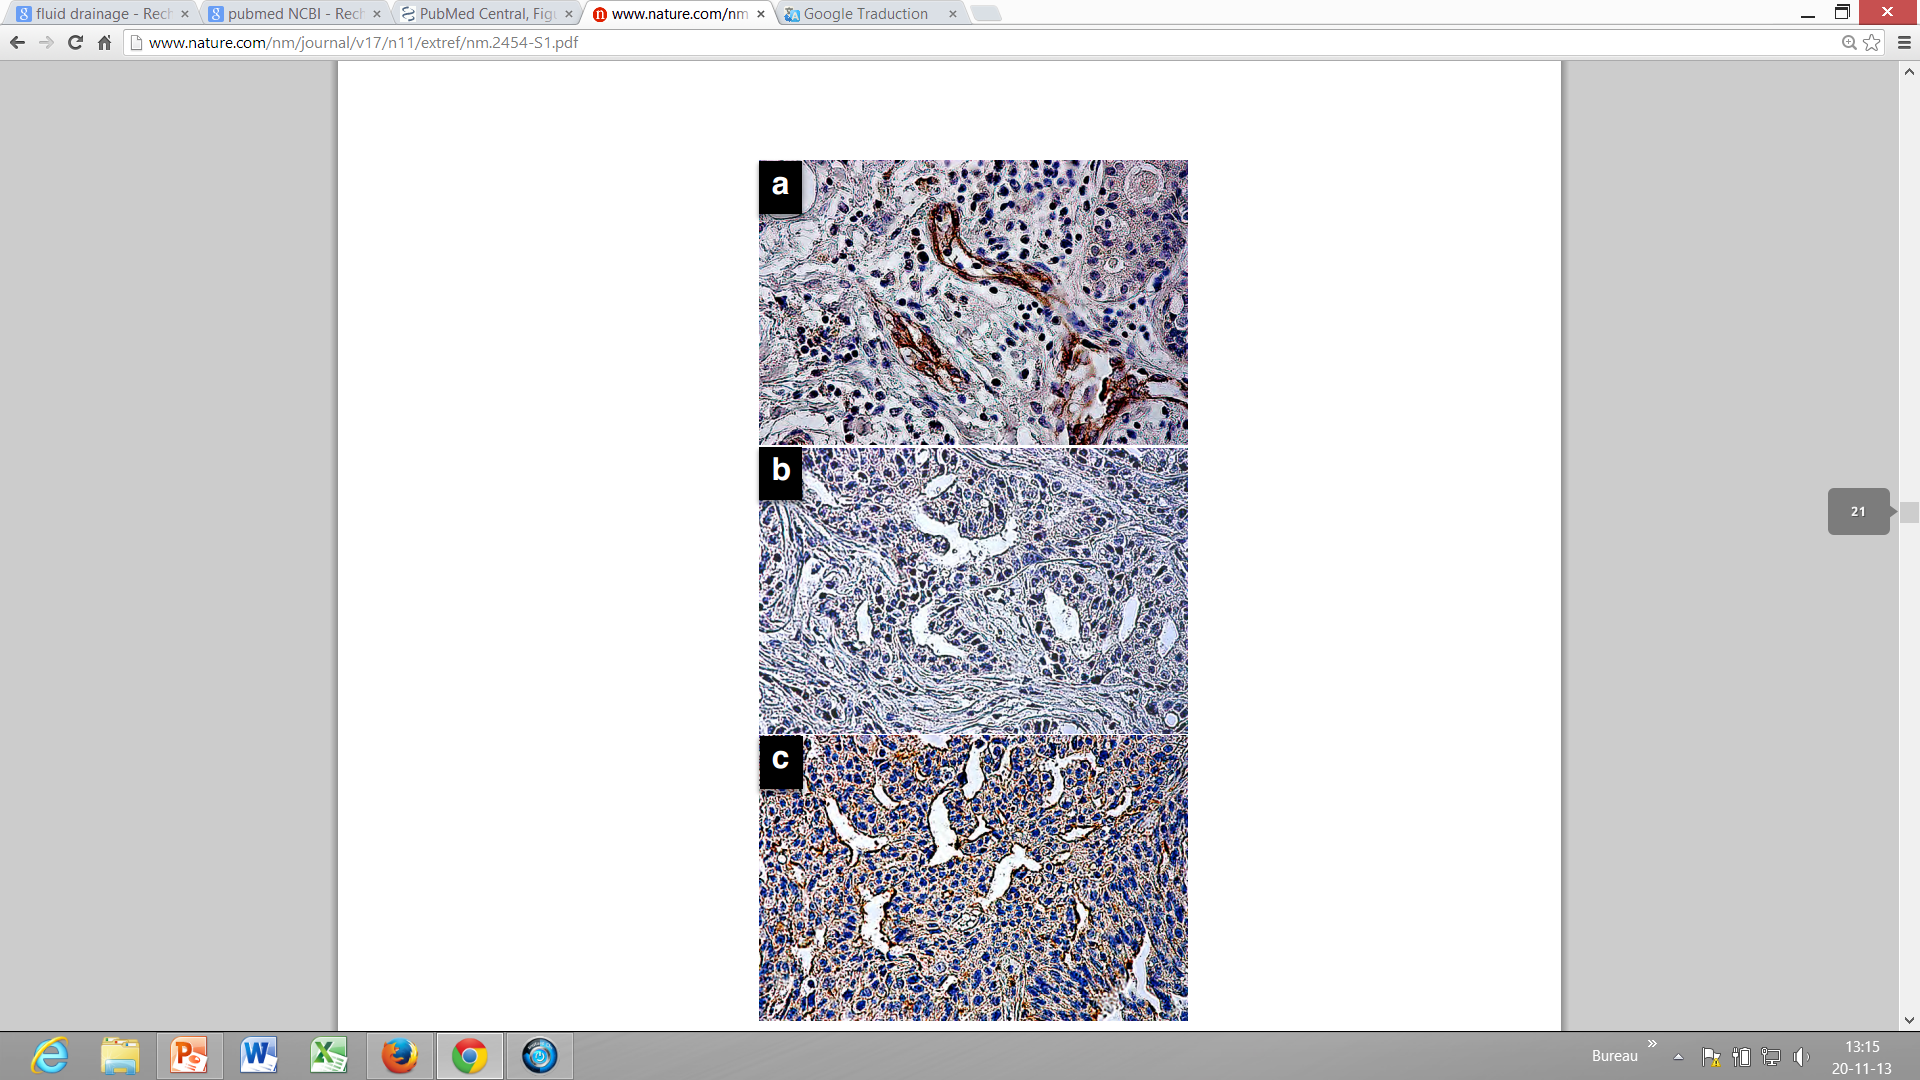 fluid drainage - Rech
pubmed NCBI - Rech
PubMed Central, Figu
www.nature.com/nm
Google Traduction
www.nature.com/nm/journal/v17/n11/extref/nm.2454-S1.pdf
a
b
21
c
Bureau
13:15
20-11-13